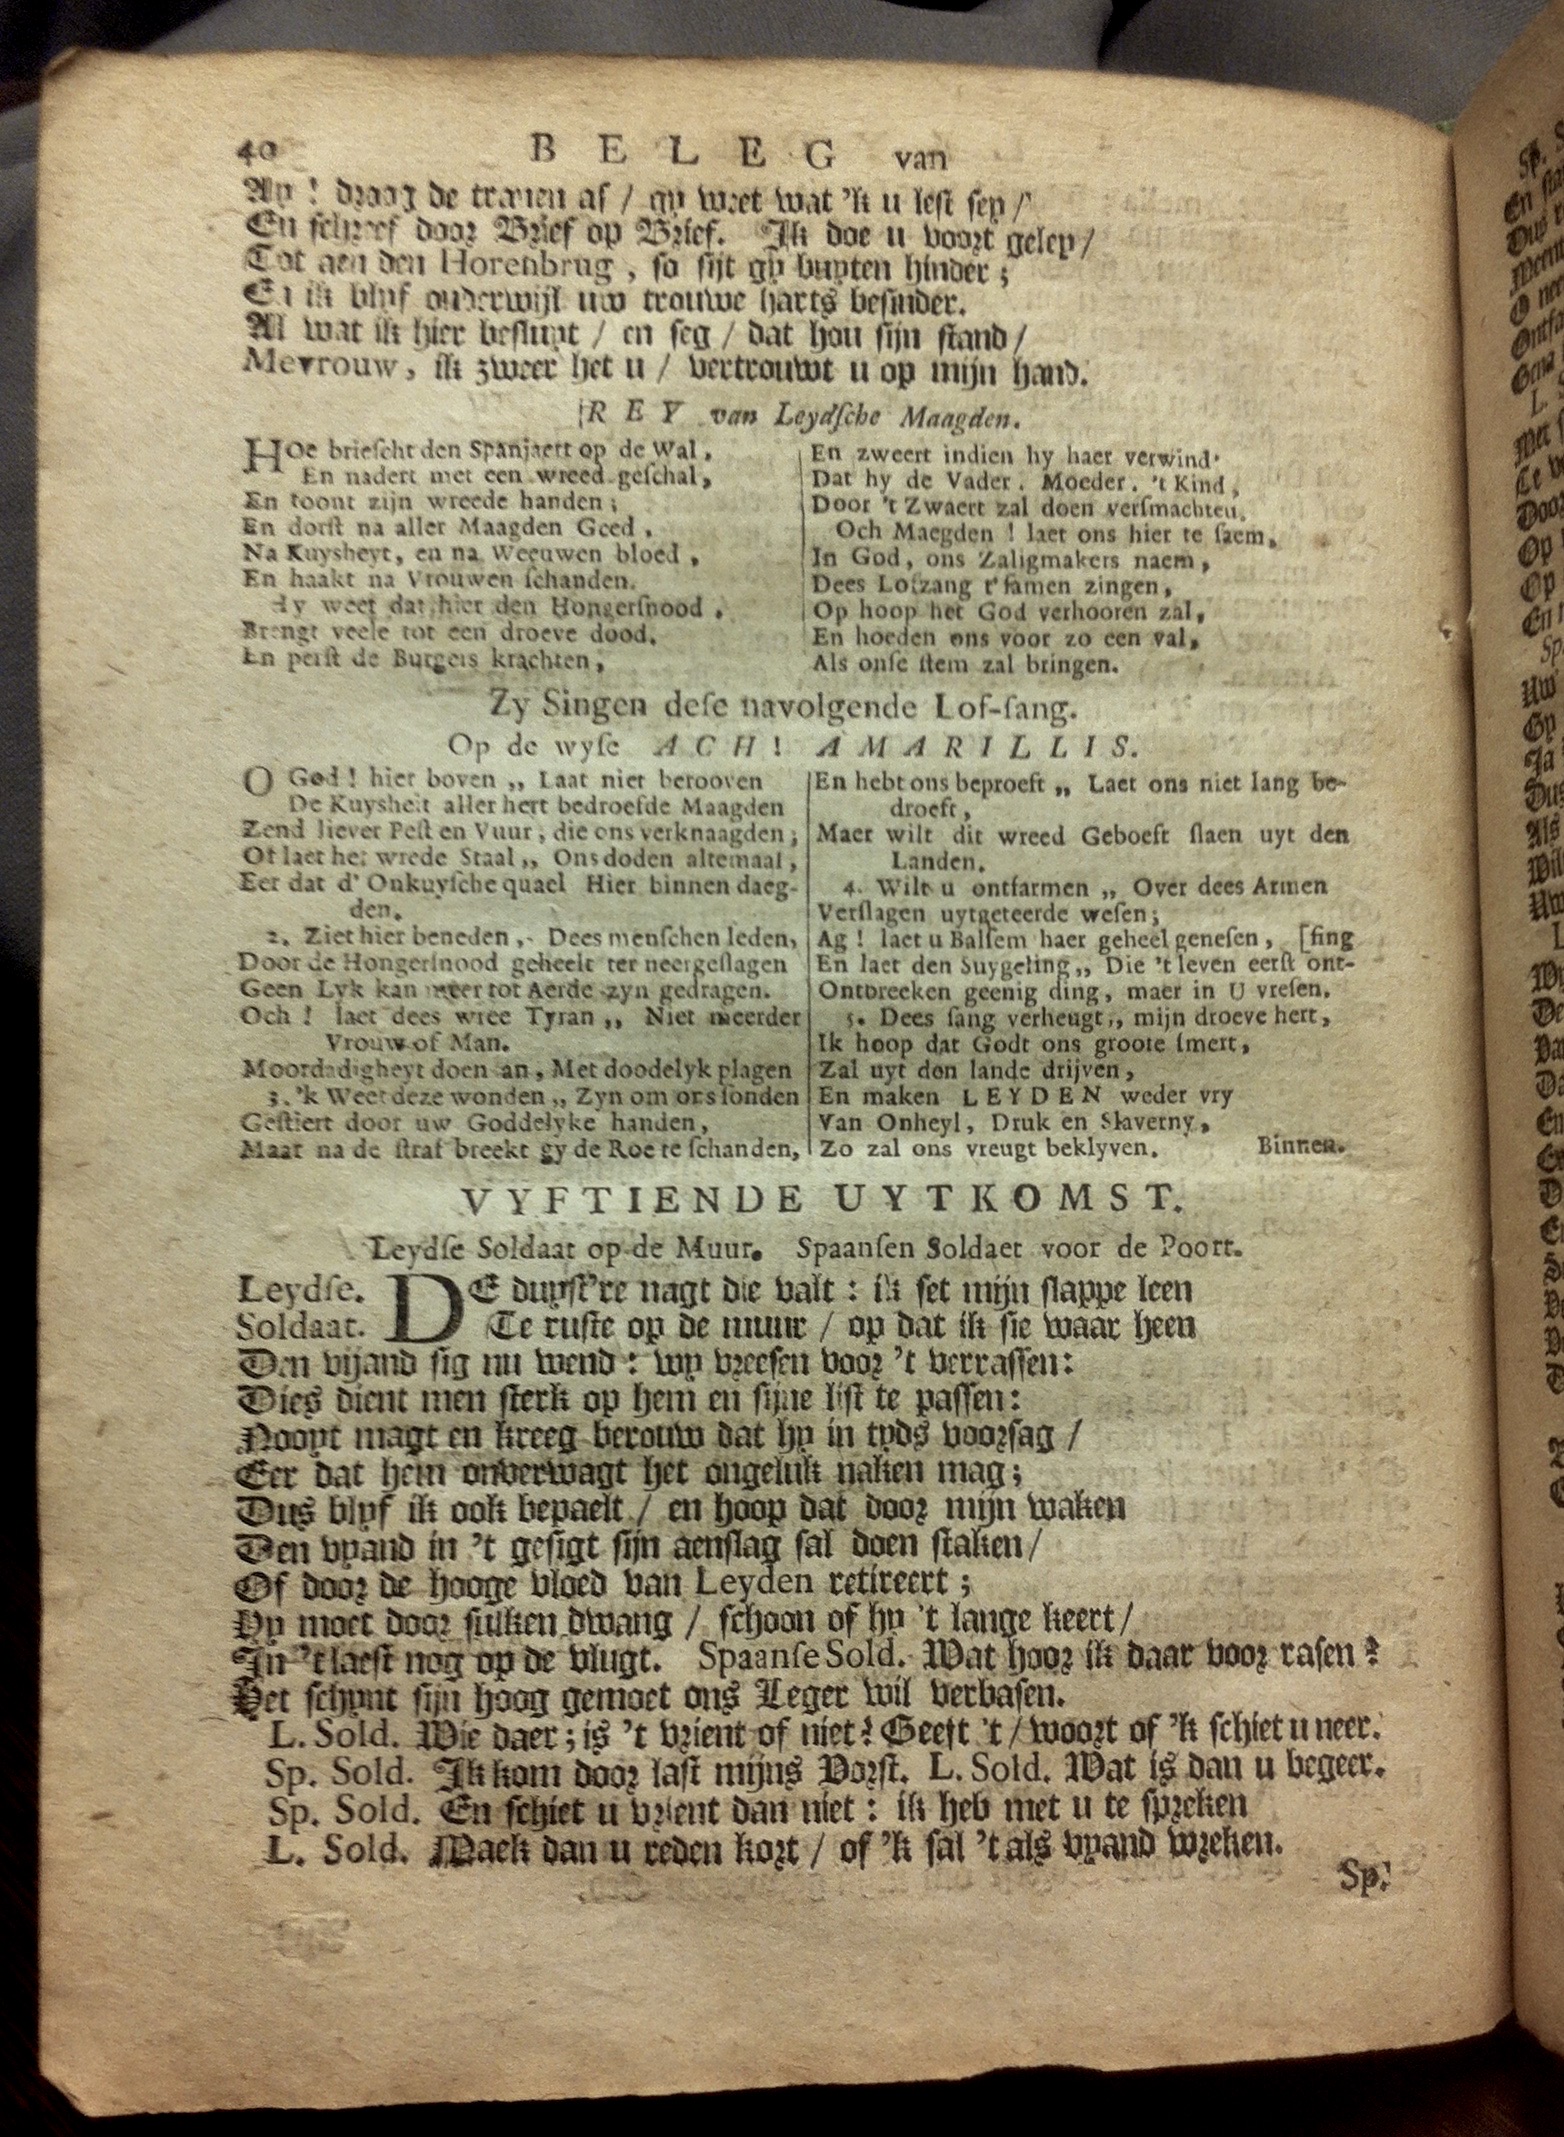 40 BELEG van
Ay! draag de tranen af / gy weet wat 'k u lest sey /
En schreef door Brief op Brief. Ik doe u voort geley /
Tot aen den Horenbrug, so sijt gy buyten hinder;
En ik blyf onderwijl uw trouwe harts besinder.
Al wat ik hier besluyt / en seg / dat hou sijn stand /
Mevrouw, ik zweer het u / vertrouwt u op mijn hand.
REY van Leydsche Maagden.
HOe briescht den Spanjaert op de Wal,
En nadert met een wreed geschal,
En toont zijn wreede handen;
En dorst na aller Maagden Goed,
Na Kuysheyt, en na Weeuwen bloed,
En haakt na Vrouwen schanden.
Hy weet dat hier den Hongersnood,
Brengt veele tot een droeve dood.
En perst de Burgers krachten,
En zweert indien hy haer verwind
Dat hy de Vader, Moeder, 't Kind,
Door 't Zwaert zal doen versmachten.
Och Maegden! laet ons hier te saem,
In God, ons Zaligmakers naem,
Dees Lofzang t'samen zingen,
Op hoop het God verhooren zal,
En hoeden ons voor zo een val,
Als onse stem zal bringen.
Zy Singen dese navolgende Lof-sang.
Op de wyse ACH! AMARILLIS.
O God! hier boven ,, Laat niet berooven
De Kuysheit aller hert bedroefde Maagden
Zend liever Pest en Vuur, die ons verknaagden;
Of laet het wrede Staal ,, Ons doden altemaal,
Eer dat d' Onkuysche quael Hier binnen daeg-
den.
2. Ziet hier beneden ,, Dees menschen leden,
Door de Hongersnood geheelt ter neergeslagen
Geen Lyk kan meer tot Aerde zyn gedragen.
Och! laet dees wree Tyran ,, Niet meerder
Vrouw of Man.
Moordadigheyt doen an, Met doodelyk plagen
3. 'k Weet deze wonden ,, Zyn om ons sonden
Gestiert door uw Goddelyke handen,
Maar na de straf breekt gy de Roe te schanden,
En hebt ons beproeft ,, Laet ons niet lang be-
droeft,
Maer wilt dit wreed Geboeft slaen uyt den
Landen.
4. Wilt u ontfarmen ,, Over dees Armen
Verslagen uytgeteerde wesen;
Ag! laet u Balsem haer geheel genesen, [sing
En laet den Suygeling ,, Die 't leven eerst ont-
Ontbreeken geenig ding, maer in U vresen.
5. Dees sang verheugt ,, mijn droeve hert,
Ik hoop dat Godt ons groote smert,
Zal uyt den lande drijven,
En maken LEYDEN weder vry
Van Onheyl, Druk en Slaverny,
Zo zal ons vreugt beklyven. Binnen.
VYFTIENDE UYTKOMST.
Leydse Soldaat op de Muur. Spaansen Soldaet voor de Poort.
Leydse. DE duyst're nagt die valt: ik set mijn slappe leen
Soldaat. Te ruste op de muur / op dat ik sie waar heen
Den vijand sig nu wend: wy vreesen voor 't verrassen:
Dies dient men sterk op hem en sijne list te passen:
Nooyt magt en kreeg berouw dat hy in tyds voorsag /
Eer dat hem onverwagt het ongeluk naken mag;
Dus blyf ik ook bepaelt / en hoop dat door mijn waken
Den vyand in 't gesigt sijn aenslag sal doen staken /
Of door de hooge vloed van Leyden retireert;
Hy moet door sulken dwang / schoon of hy 't lange keert /
In 't laest nog op de vlugt. Spaanse Sold. Wat hoor ik daar voor rasen?
Het schynt sijn hoog gemoet ons Leger wil verbasen.
L. Sold. Wie daer; is 't vrient of niet? Geeft 't / woort of 'k schiet u neer.
Sp. Sold. Ik kom door last mijns Vorst. L. Sold. Wat is dan u begeer.
Sp. Sold. En schiet u vrient dan niet: ik heb met u te spreken
L. Sold. Maek dan u reden kort / of 'k sal 't als vyand wreken.
Sp.